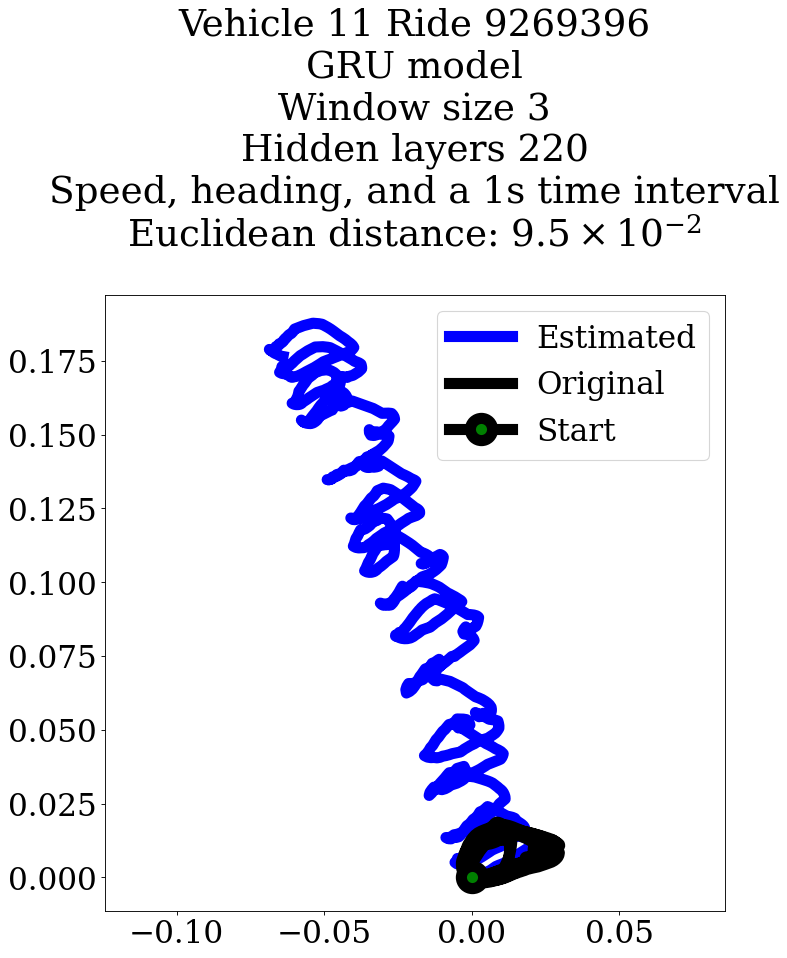 Vehicle 11 Ride 9269396
GRU model
Window size 3
Hidden layers 220
Speed, heading, and a 1s time interval
Euclidean distance: 9.5 × 10⁻²
Estimated
Original
Start
0.175
0.150
0.125
0.100
0.075
0.050
0.025
0.000
−0.10 −0.05 0.00 0.05